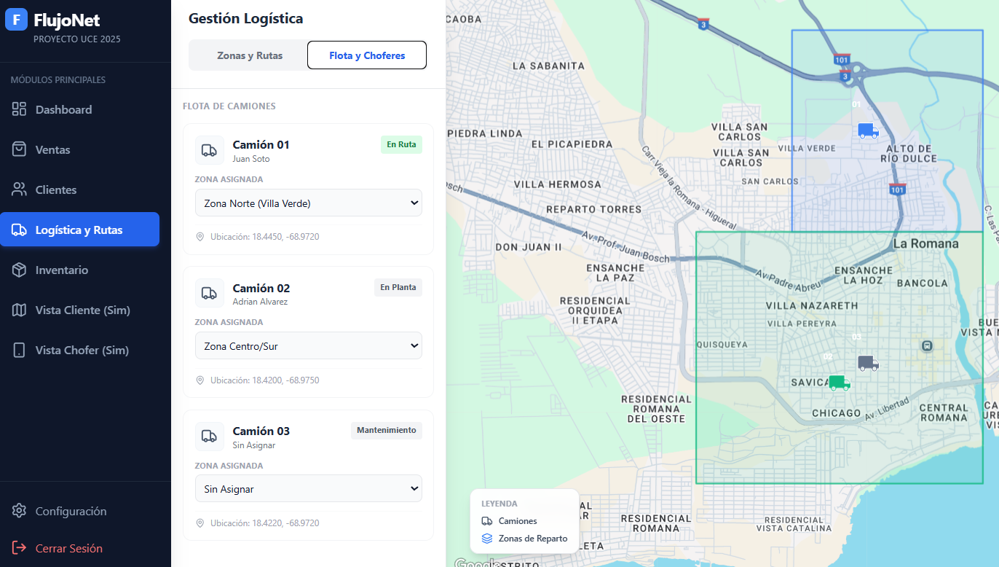 F
FlujoNet
PROYECTO UCE 2025
MÓDULOS PRINCIPALES
Dashboard
Ventas
Clientes
Logística y Rutas
Inventario
Vista Cliente (Sim)
Vista Chofer (Sim)
Configuración
Cerrar Sesión
Gestión Logística
Zonas y Rutas
Flota y Choferes
FLOTA DE CAMIONES
Camión 01
En Ruta
Juan Soto
ZONA ASIGNADA
Zona Norte (Villa Verde)
Ubicación: 18.4450, -68.9720
Camión 02
En Planta
Adrian Alvarez
ZONA ASIGNADA
Zona Centro/Sur
Ubicación: 18.4200, -68.9750
Camión 03
Mantenimiento
Sin Asignar
ZONA ASIGNADA
Sin Asignar
Ubicación: 18.4220, -68.9720
CAOBA
3
LA SABANITA
101
3
01
PIEDRA LINDA
EL PICAPIEDRA
VILLA SAN
CARLOS
VILLA SAN
CARLOS
VILLA VERDE
ALTO DE
RÍO DULCE
Carr Vieja la Romana - Higueral
SAN CARLOS
VILLA HERMOSA
101
osch
REPARTO TORRES
C. Las Pa
Av. Prof. Juan Bosch
DON JUAN II
La Romana
ENSANCHE
LA PAZ
Av. Padre Abreu
ENSANCHE
LA HOZ
BANCOLA
RESIDENCIAL
ORQUIDEA
II ETAPA
VILLA NAZARETH
VILLA PEREYRA
BUE
VISTA N
QUISQUEYA
03
02
SAVICA
RESIDENCIAL
ROMANA
DEL OESTE
CHICAGO
Av. Libertad
CENTRAL
ROMANA
CA
UR
VIS
LEYENDA
Camiones
Zonas de Reparto
AL
AR
RESIDENCIAL
ROMANA
RESIDENCIAL
VISTA CATALINA
LETA
Google
STRITO